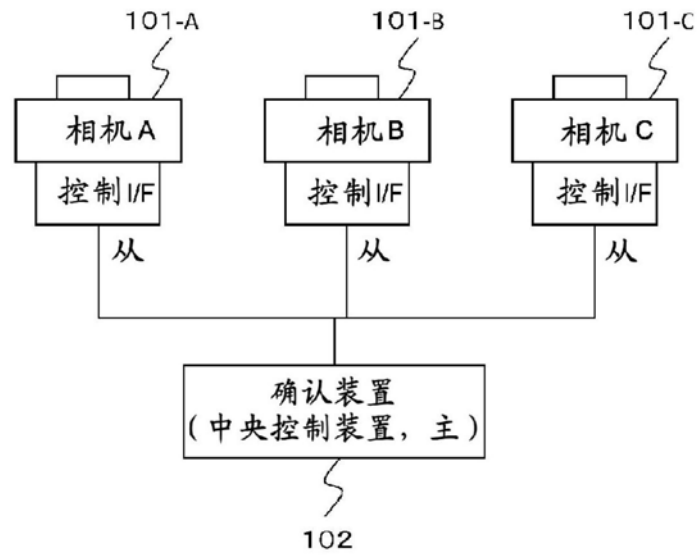 101-A 101-B 101-C
相机A 相机B 相机C
控制I/F 控制I/F 控制I/F
从 从 从
确认装置
(中央控制装置，主)
102